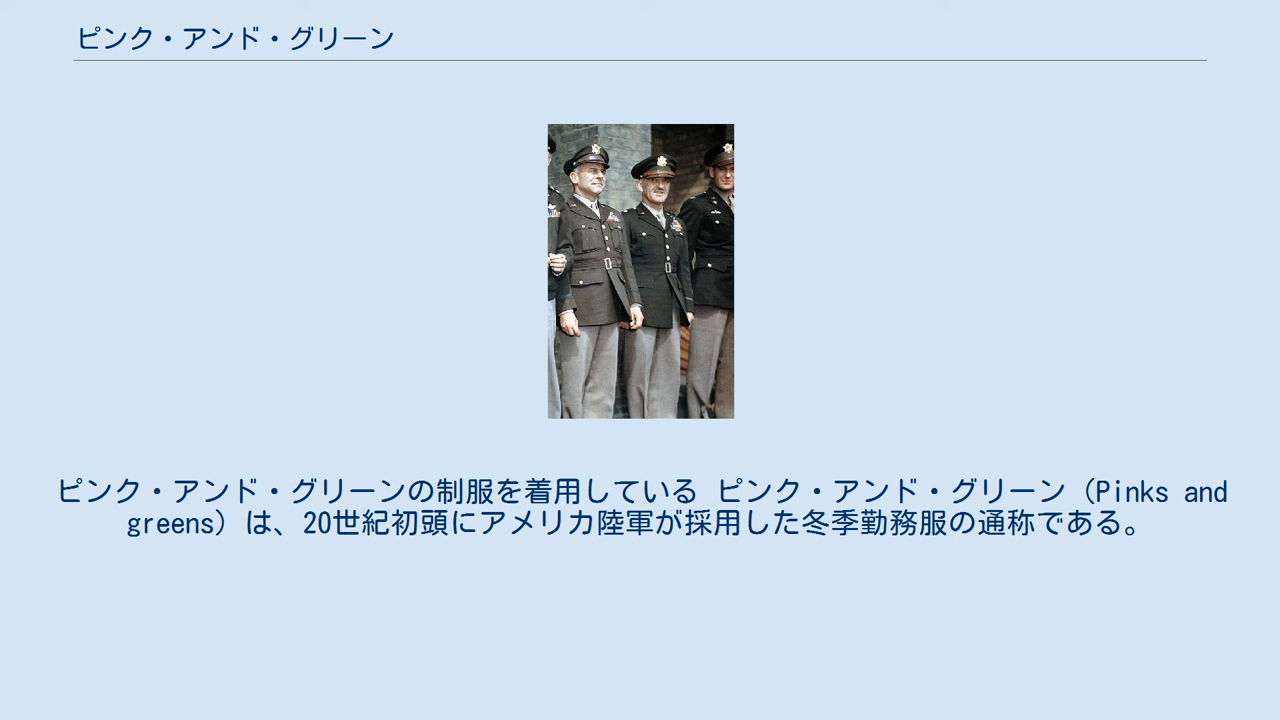 ピンク・アンド・グリーン
ピンク・アンド・グリーンの制服を着用している ピンク・アンド・グリーン（Pinks and
greens）は、20世紀初頭にアメリカ陸軍が採用した冬季勤務服の通称である。